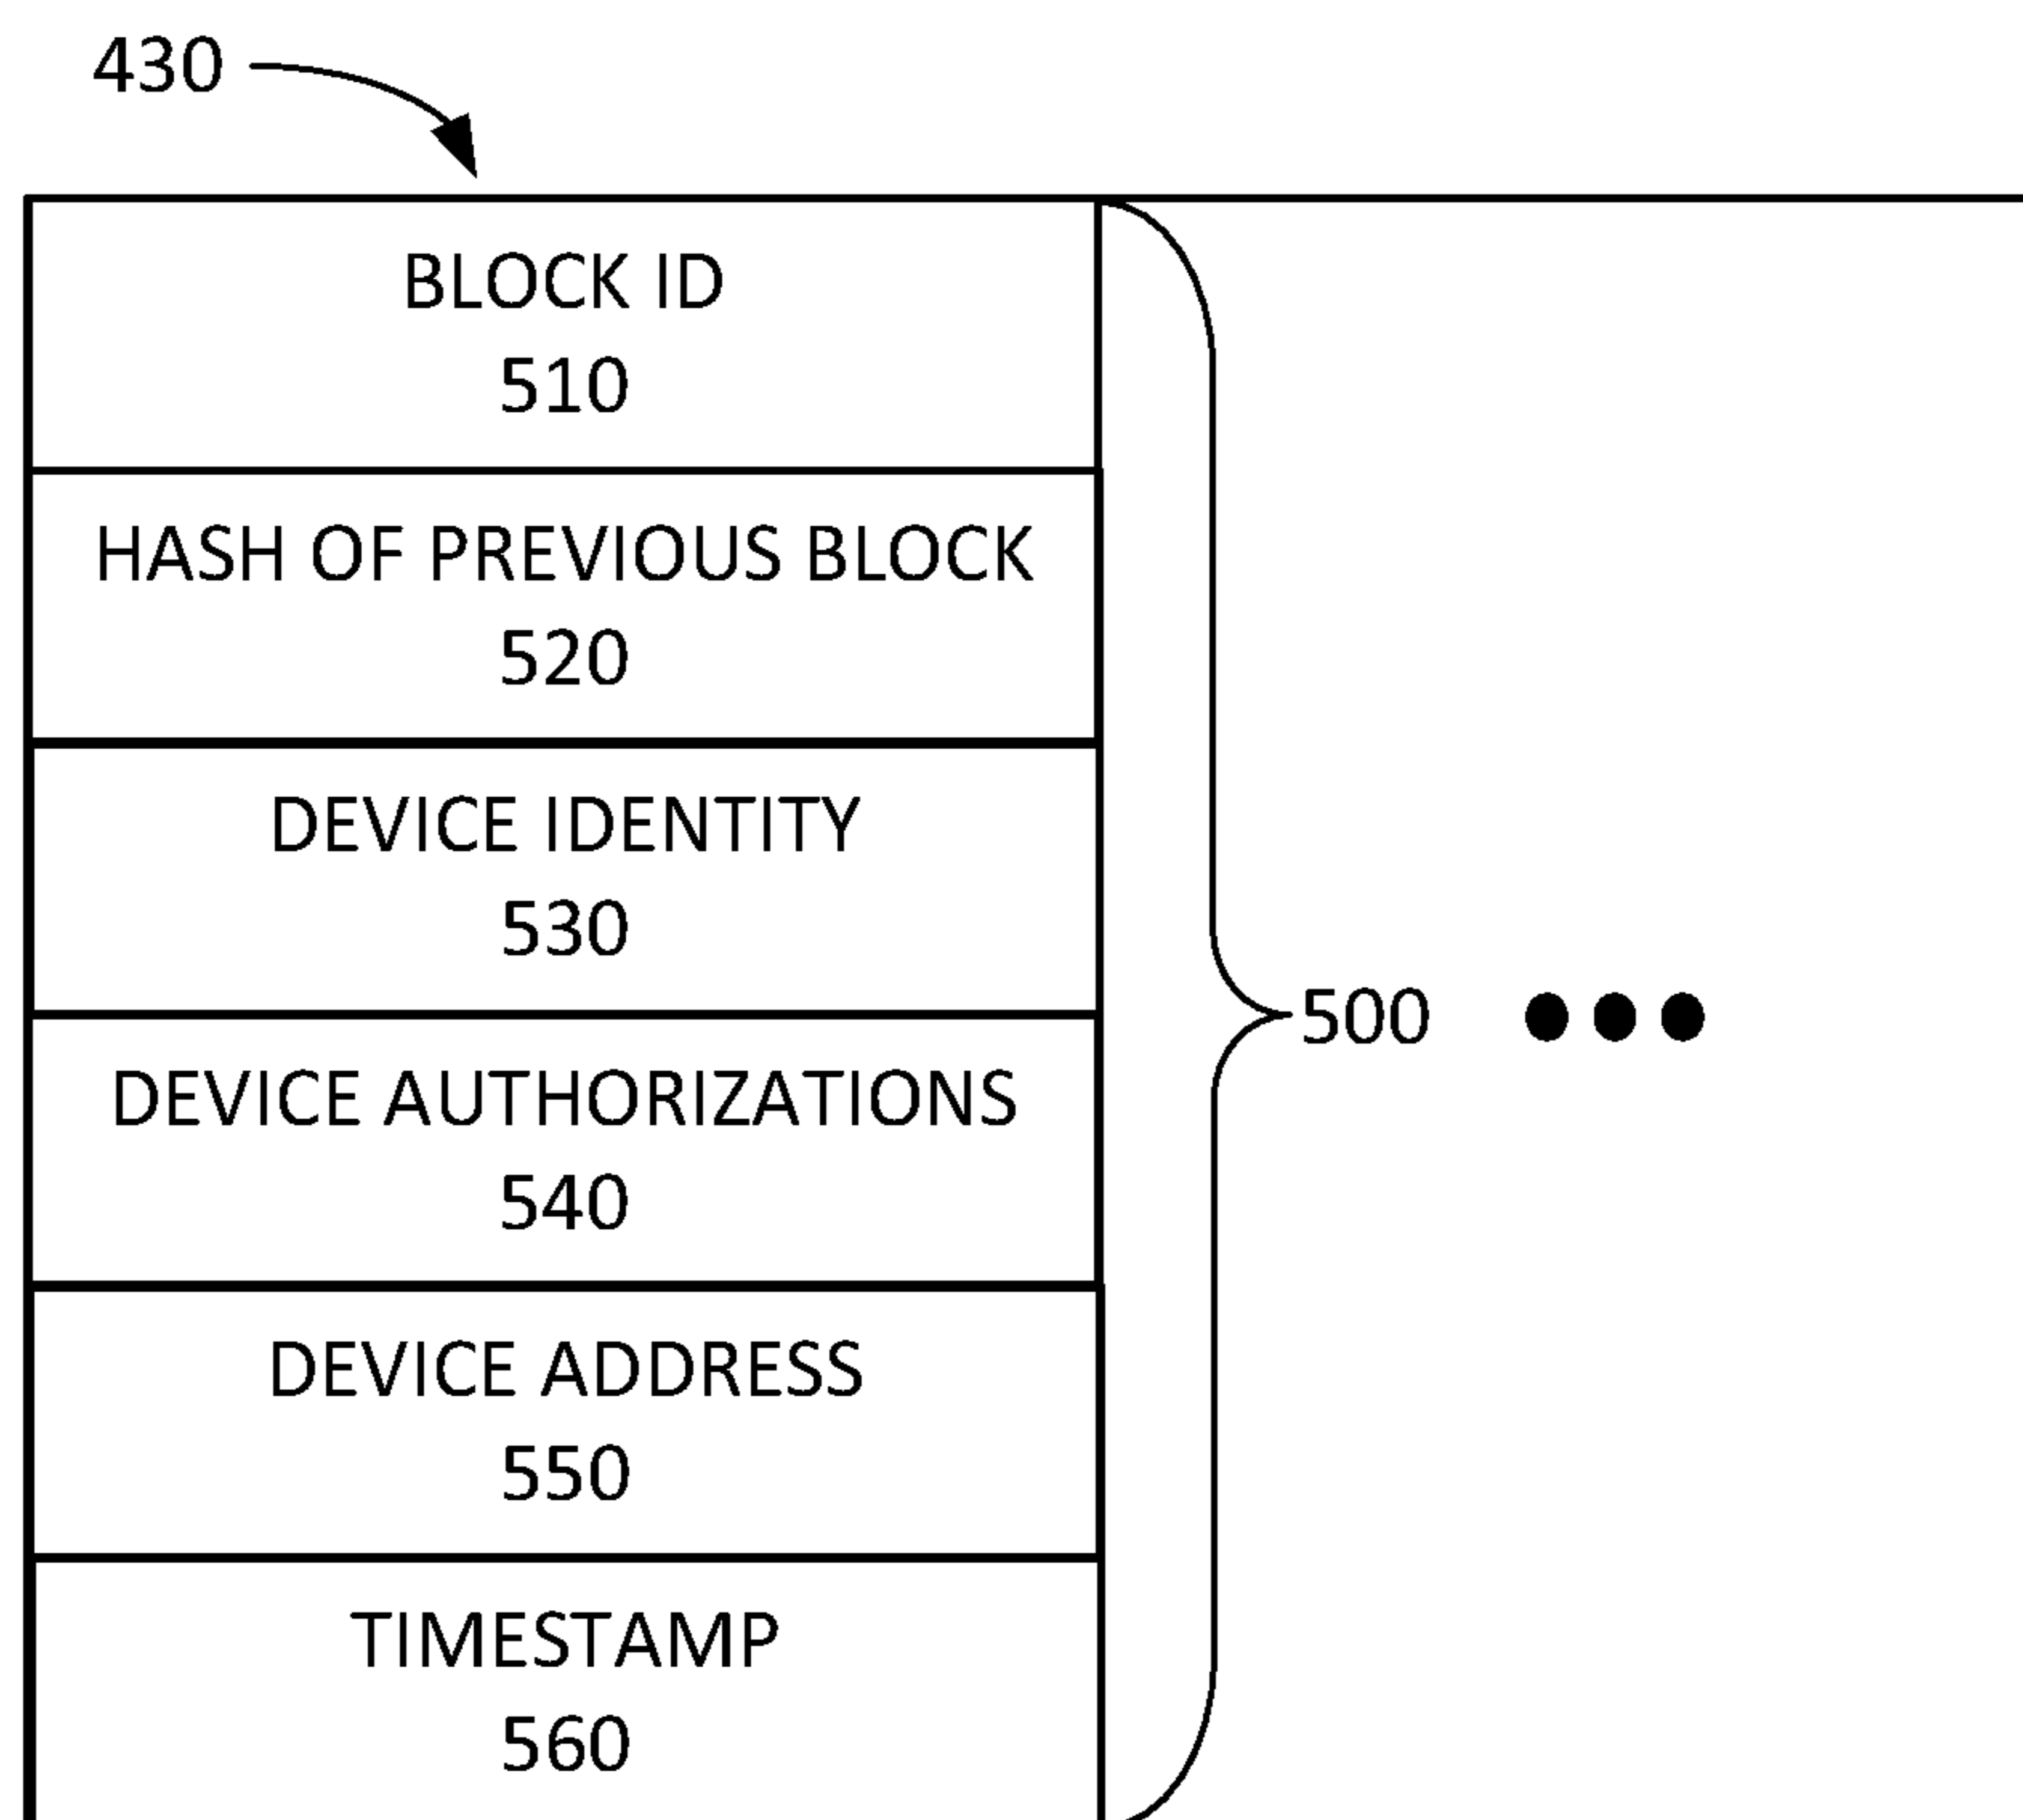 430
BLOCK ID
510
HASH OF PREVIOUS BLOCK
520
DEVICE IDENTITY
530
500
DEVICE AUTHORIZATIONS
540
DEVICE ADDRESS
550
TIMESTAMP
560